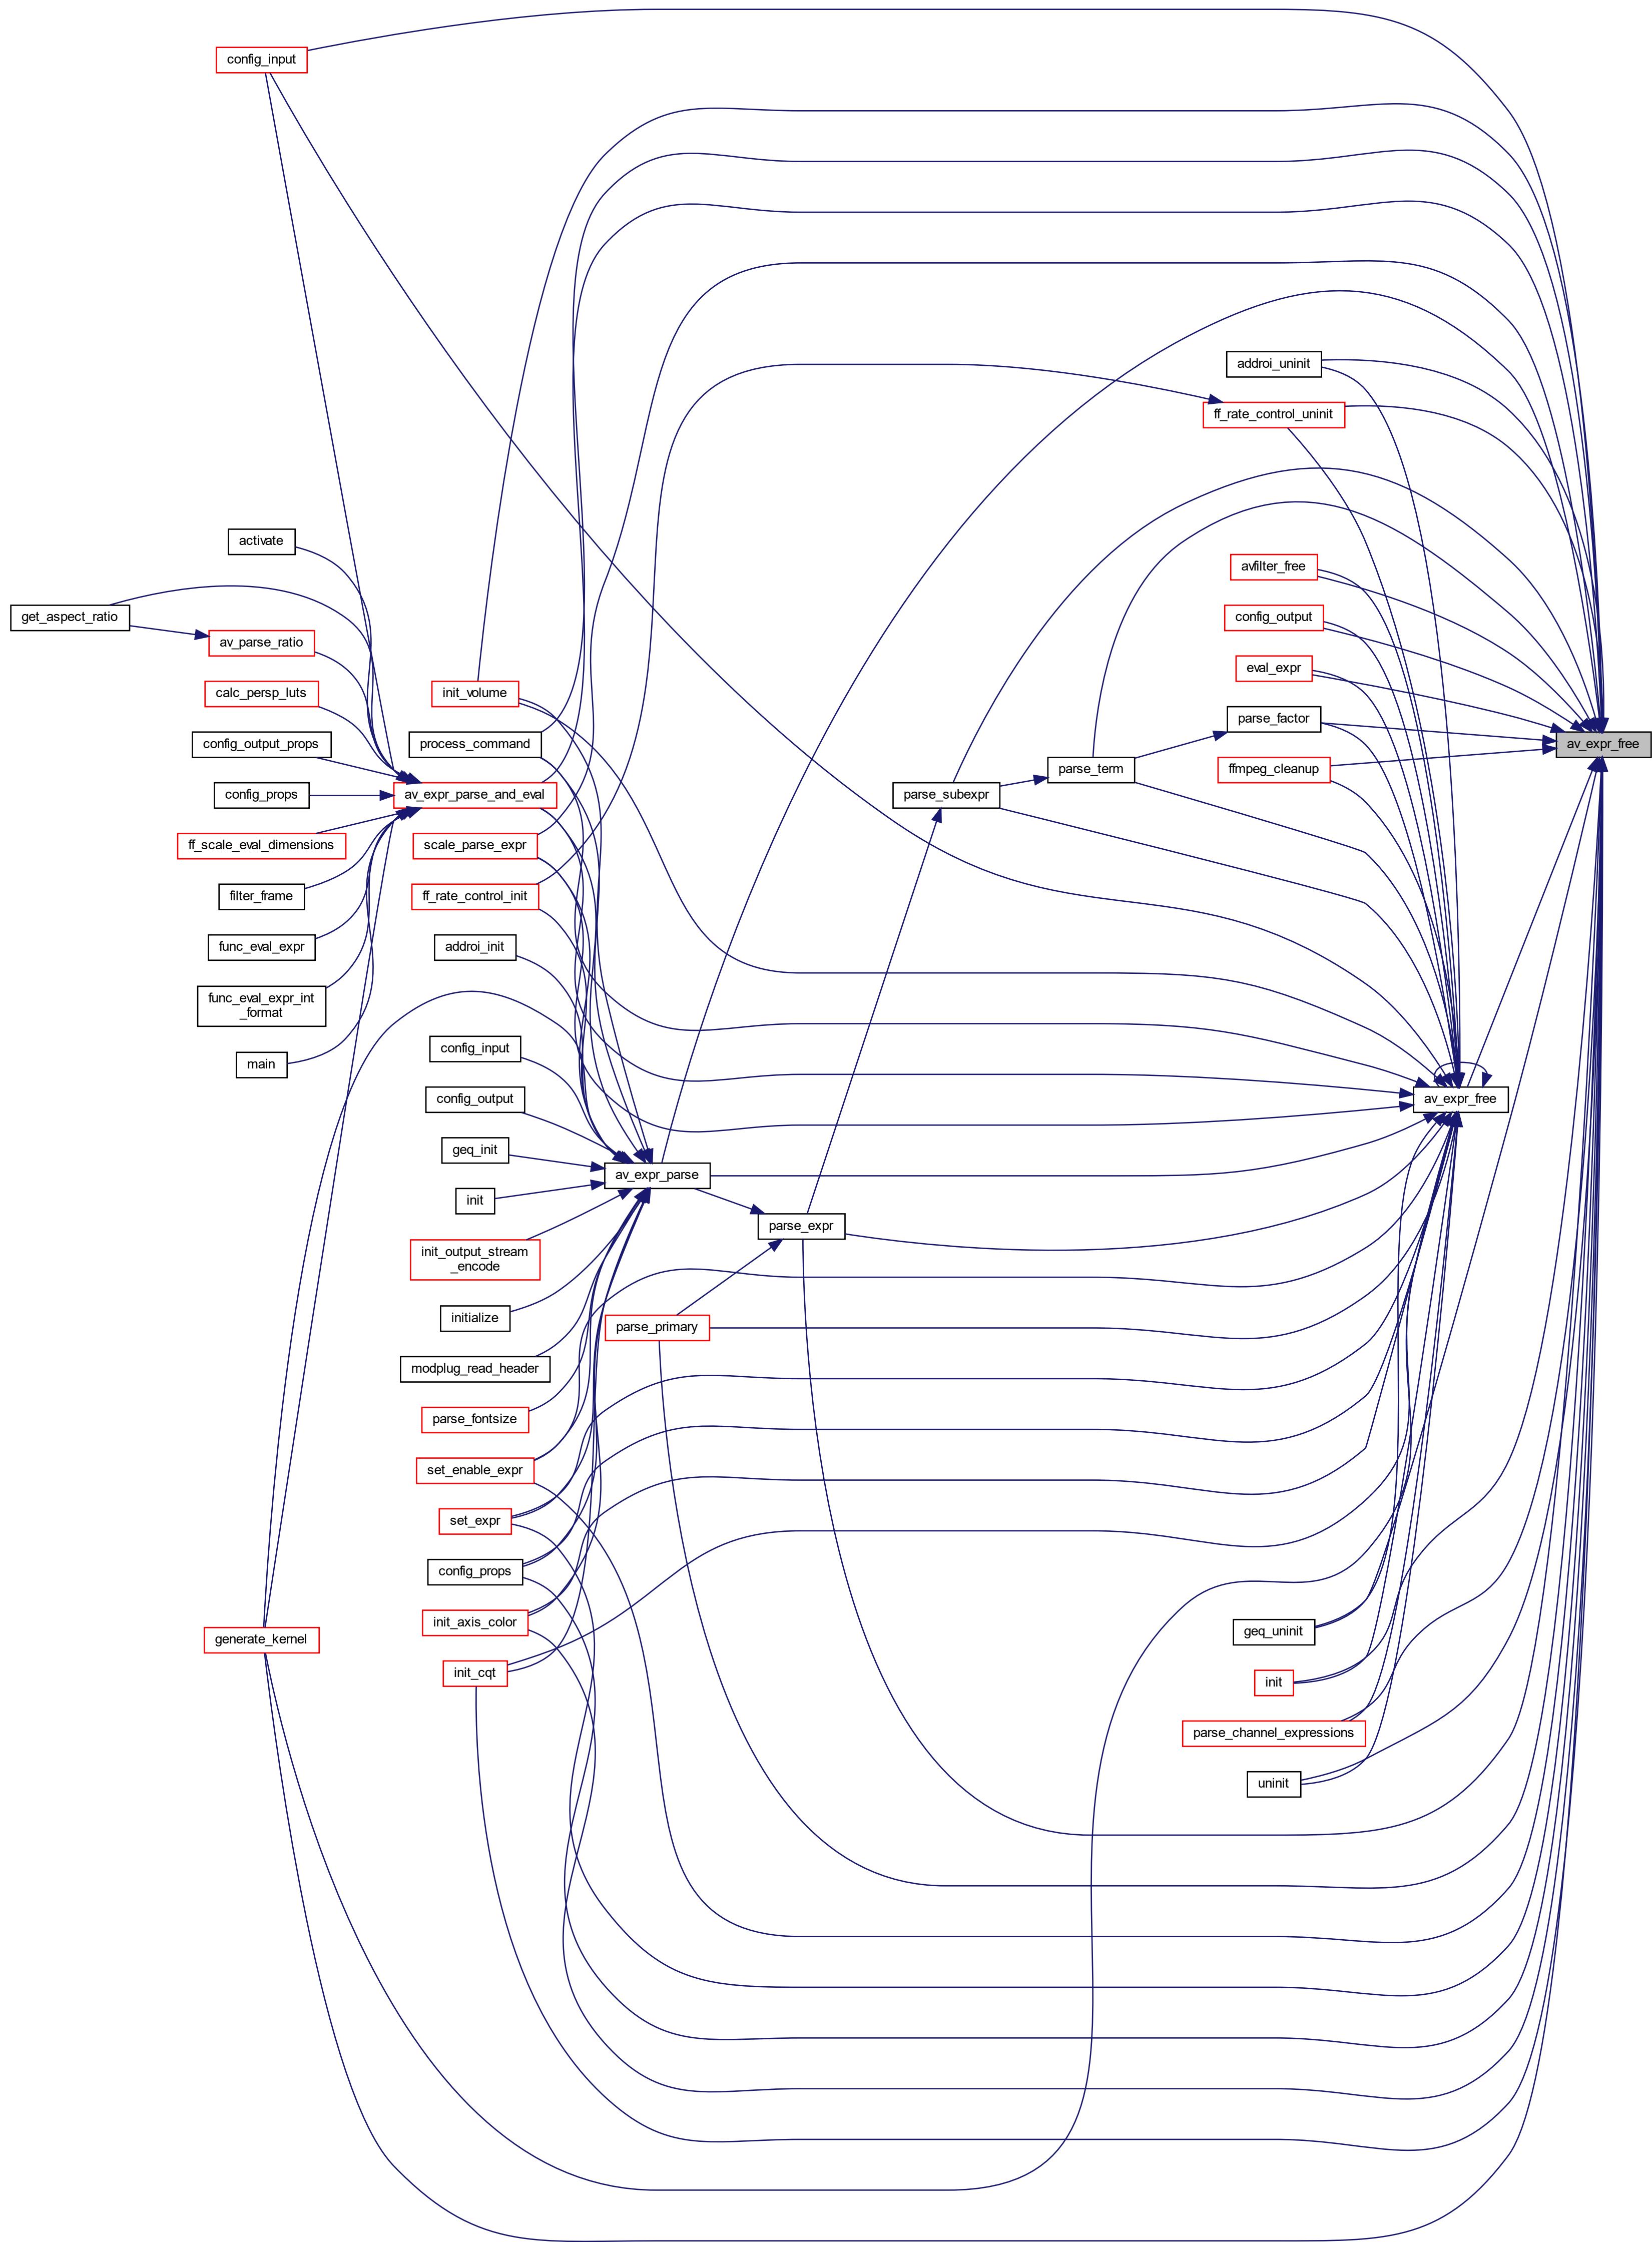 config_input
addroi_uninit
ff_rate_control_uninit
activate
avfilter_free
get_aspect_ratio
config_output
av_parse_ratio
eval_expr
calc_persp_luts
init_volume
parse_factor
config_output_props
process_command
av_expr_free
parse_term
ffmpeg_cleanup
config_props
av_expr_parse_and_eval
parse_subexpr
ff_scale_eval_dimensions
scale_parse_expr
filter_frame
ff_rate_control_init
func_eval_expr
addroi_init
func_eval_expr_int
_format
config_input
main
config_output
av_expr_free
geq_init
av_expr_parse
init
parse_expr
init_output_stream
_encode
initialize
parse_primary
modplug_read_header
parse_fontsize
set_enable_expr
set_expr
config_props
init_axis_color
geq_uninit
generate_kernel
init_cqt
init
parse_channel_expressions
uninit